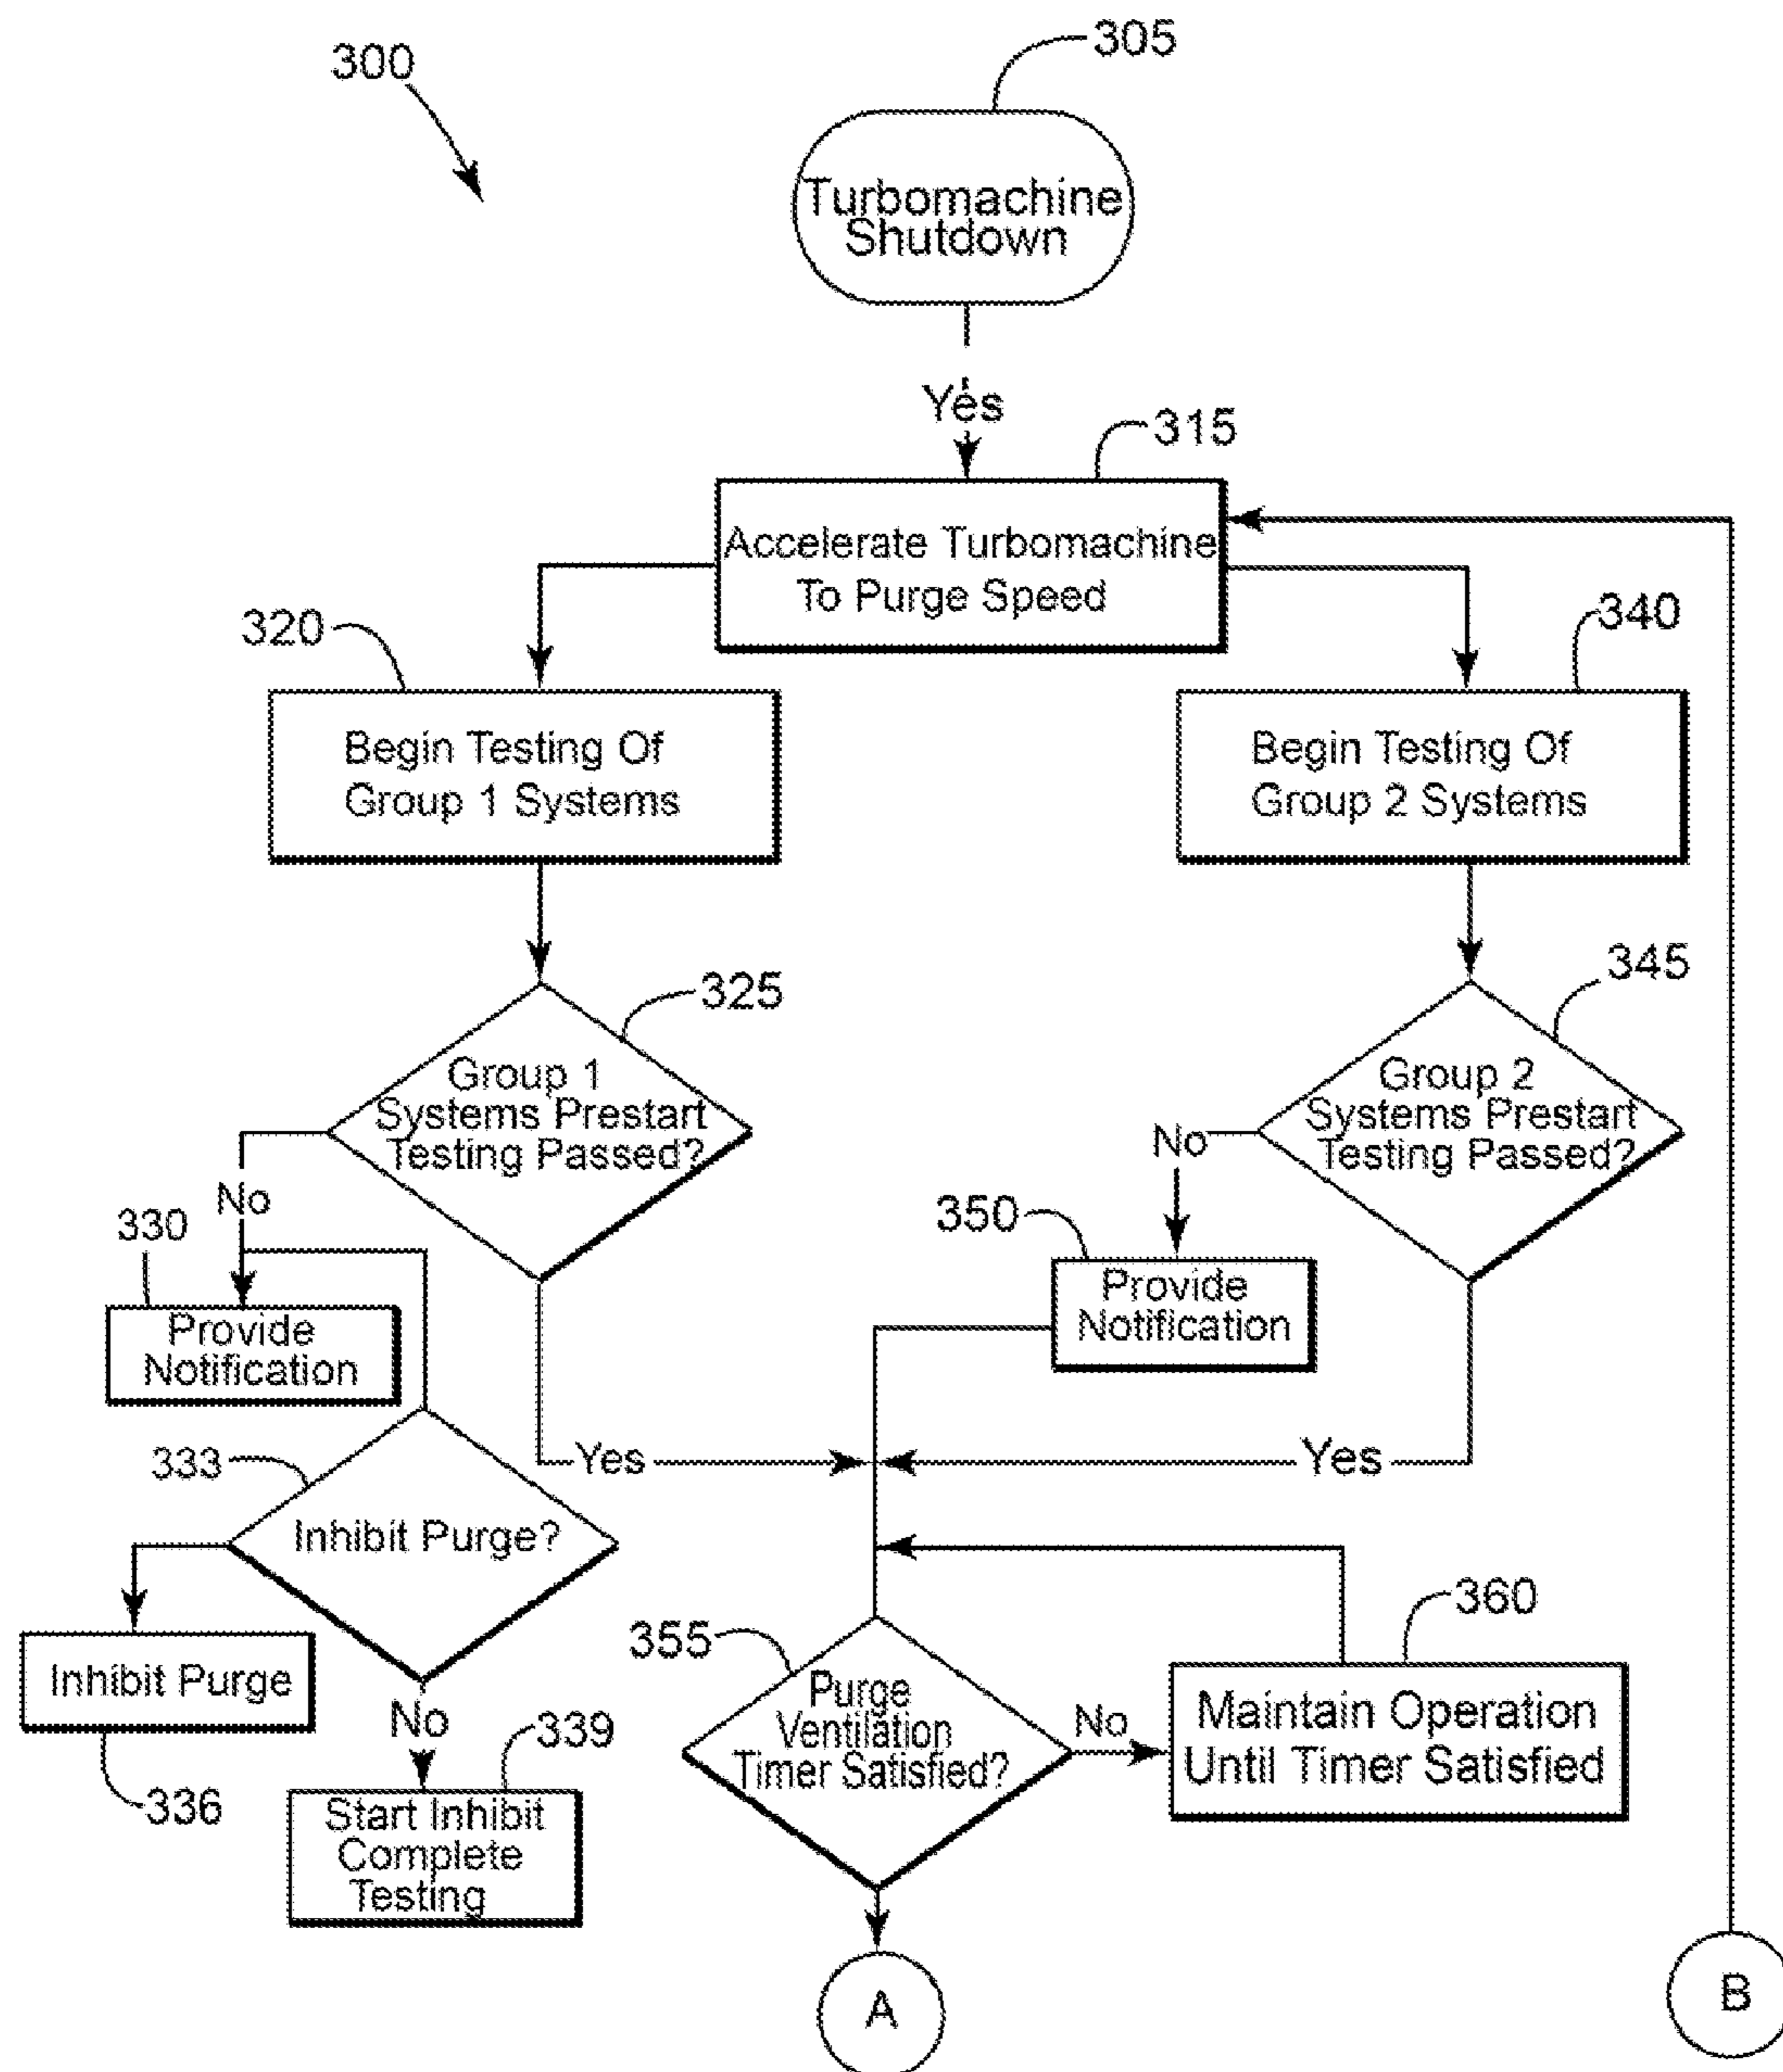 300
305
Turbomachine
Shutdown
Yes
315
Accelerate Turbomachine
To Purge Speed
320
Begin Testing Of
Group 1 Systems
340
Begin Testing Of
Group 2 Systems
325
Group 1
Systems Prestart
Testing Passed?
345
Group 2
Systems Prestart
Testing Passed?
No
No
330
Provide
Notification
350
Provide
Notification
Yes
Yes
333
Inhibit Purge?
Inhibit Purge
336
No
339
Start Inhibit
Complete
Testing
355
Purge
Ventilation
Timer Satisfied?
No
360
Maintain Operation
Until Timer Satisfied
A
B